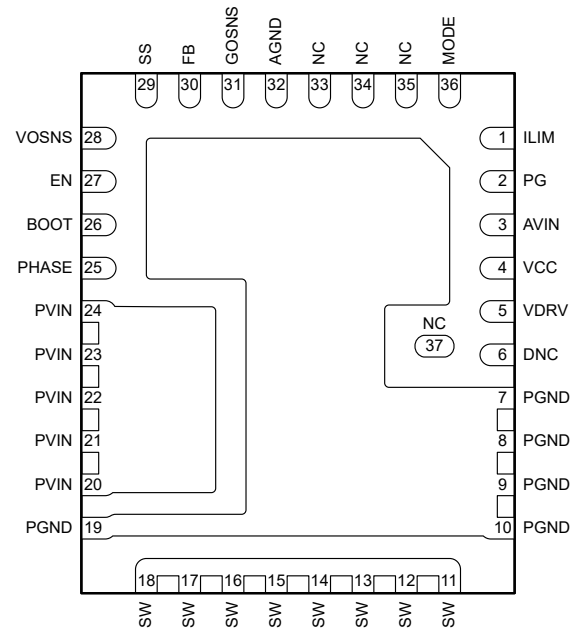 SS FB GOSNS AGND NC NC NC MODE
29 30 31 32 33 34 35 36
VOSNS 28 1 ILIM
EN 27 2 PG
BOOT 26 3 AVIN
PHASE 25 4 VCC
PVIN 24 5 VDRV
NC
37
PVIN 23 6 DNC
PVIN 22 7 PGND
PVIN 21 8 PGND
PVIN 20 9 PGND
PGND 19 10 PGND
18 17 16 15 14 13 12 11
SW SW SW SW SW SW SW SW